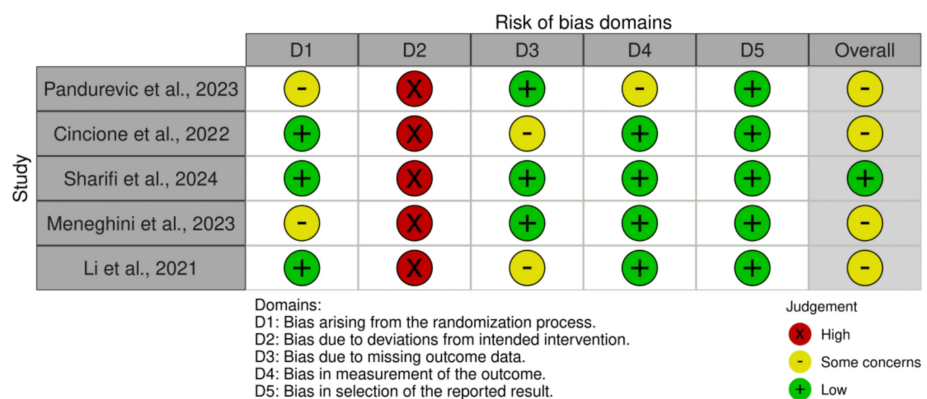 Risk of bias domains
D1 D2 D3 D4 D5 Overall
Study
Pandurevic et al., 2023 - X + - + -
Cincione et al., 2022 + X - + + -
Sharifi et al., 2024 + X + + + +
Meneghini et al., 2023 - X + + + -
Li et al., 2021 + X - + + -
Domains:
D1: Bias arising from the randomization process.
D2: Bias due to deviations from intended intervention.
D3: Bias due to missing outcome data.
D4: Bias in measurement of the outcome.
D5: Bias in selection of the reported result.
Judgement
X High
- Some concerns
+ Low